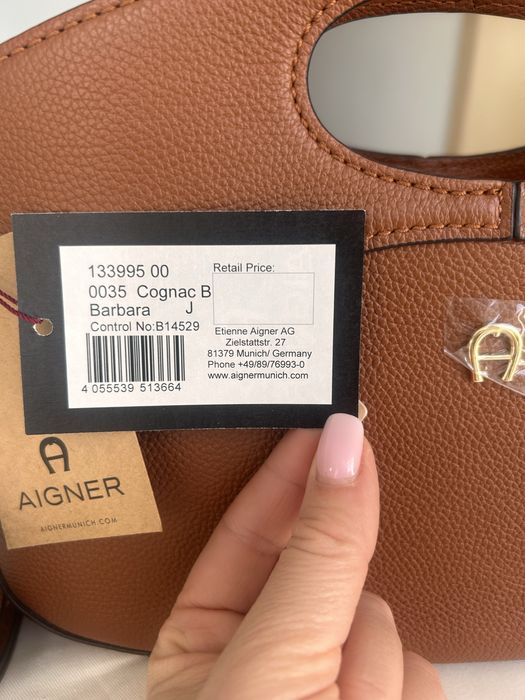 133995 00
0035 Cognac B
Barbara J
Control No:B14529
4 055539 513664
Retail Price:
Etienne Aigner AG
Zielstattstr. 27
81379 Munich/ Germany
Phone +49/89/76993-0
www.aignermunich.com
A
AIGNER
AIGNERMUNICH.COM